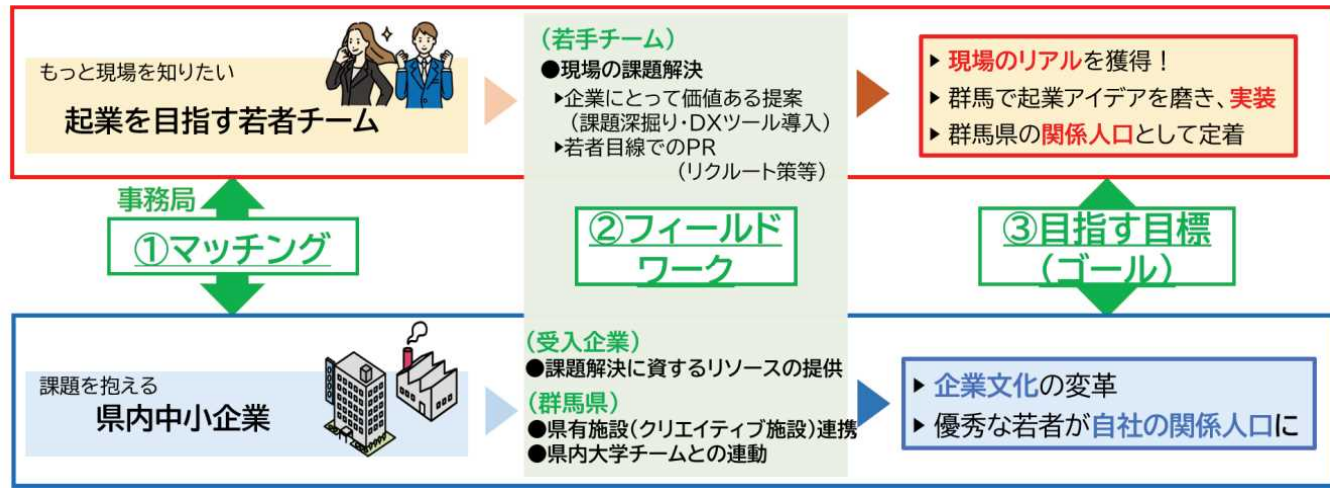 もっと現場を知りたい
起業を目指す若者チーム
(若手チーム)
●現場の課題解決
▶企業にとって価値ある提案
(課題深掘り・DXツール導入)
▶若者目線でのPR
(リクルート策等)
▶ 現場のリアルを獲得！
▶ 群馬で起業アイデアを磨き、実装
▶ 群馬県の関係人口として定着
事務局
①マッチング
②フィールド
ワーク
③目指す目標
(ゴール)
課題を抱える
県内中小企業
(受入企業)
●課題解決に資するリソースの提供
(群馬県)
●県有施設(クリエイティブ施設)連携
●県内大学チームとの連動
▶ 企業文化の変革
▶ 優秀な若者が自社の関係人口に